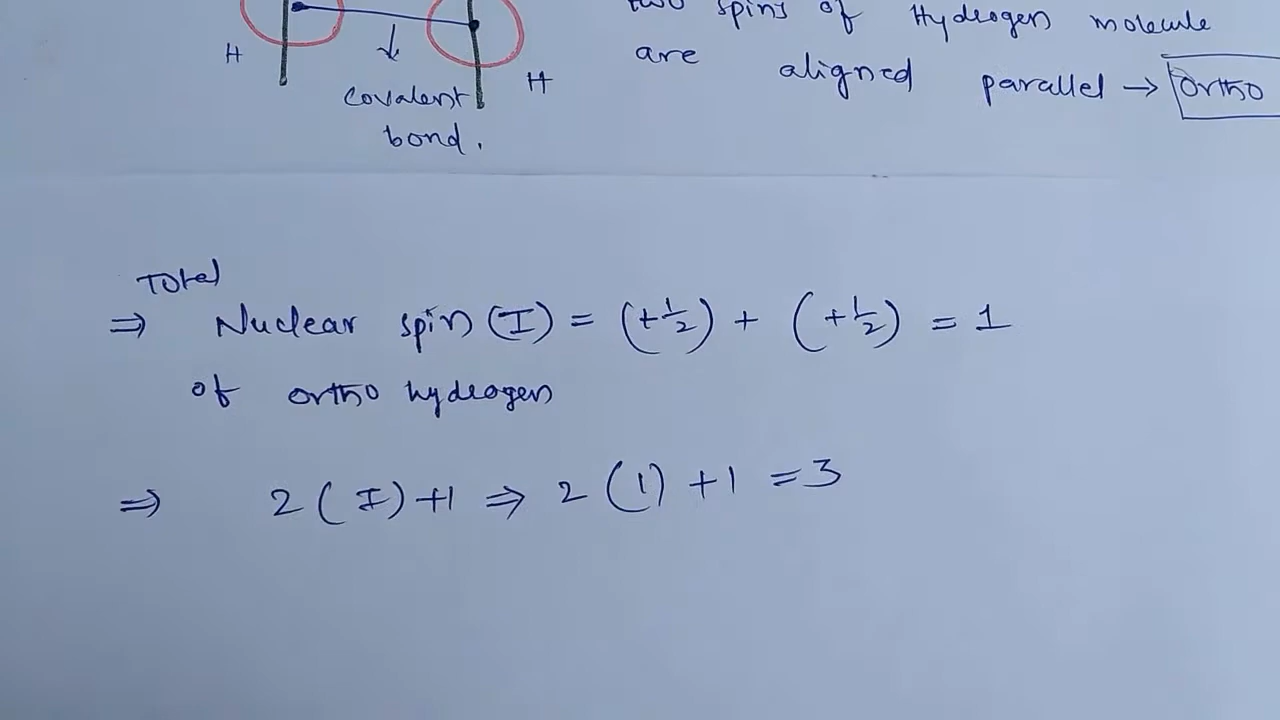 two spins of Hydrogen molecule
are aligned parallel → Ortho
H
H
covalent
bond.
Total
⇒ Nuclear spin (I) = (+1/2) + (+1/2) = 1
of ortho hydrogen
⇒ 2(I)+1 ⇒ 2(1)+1 =3